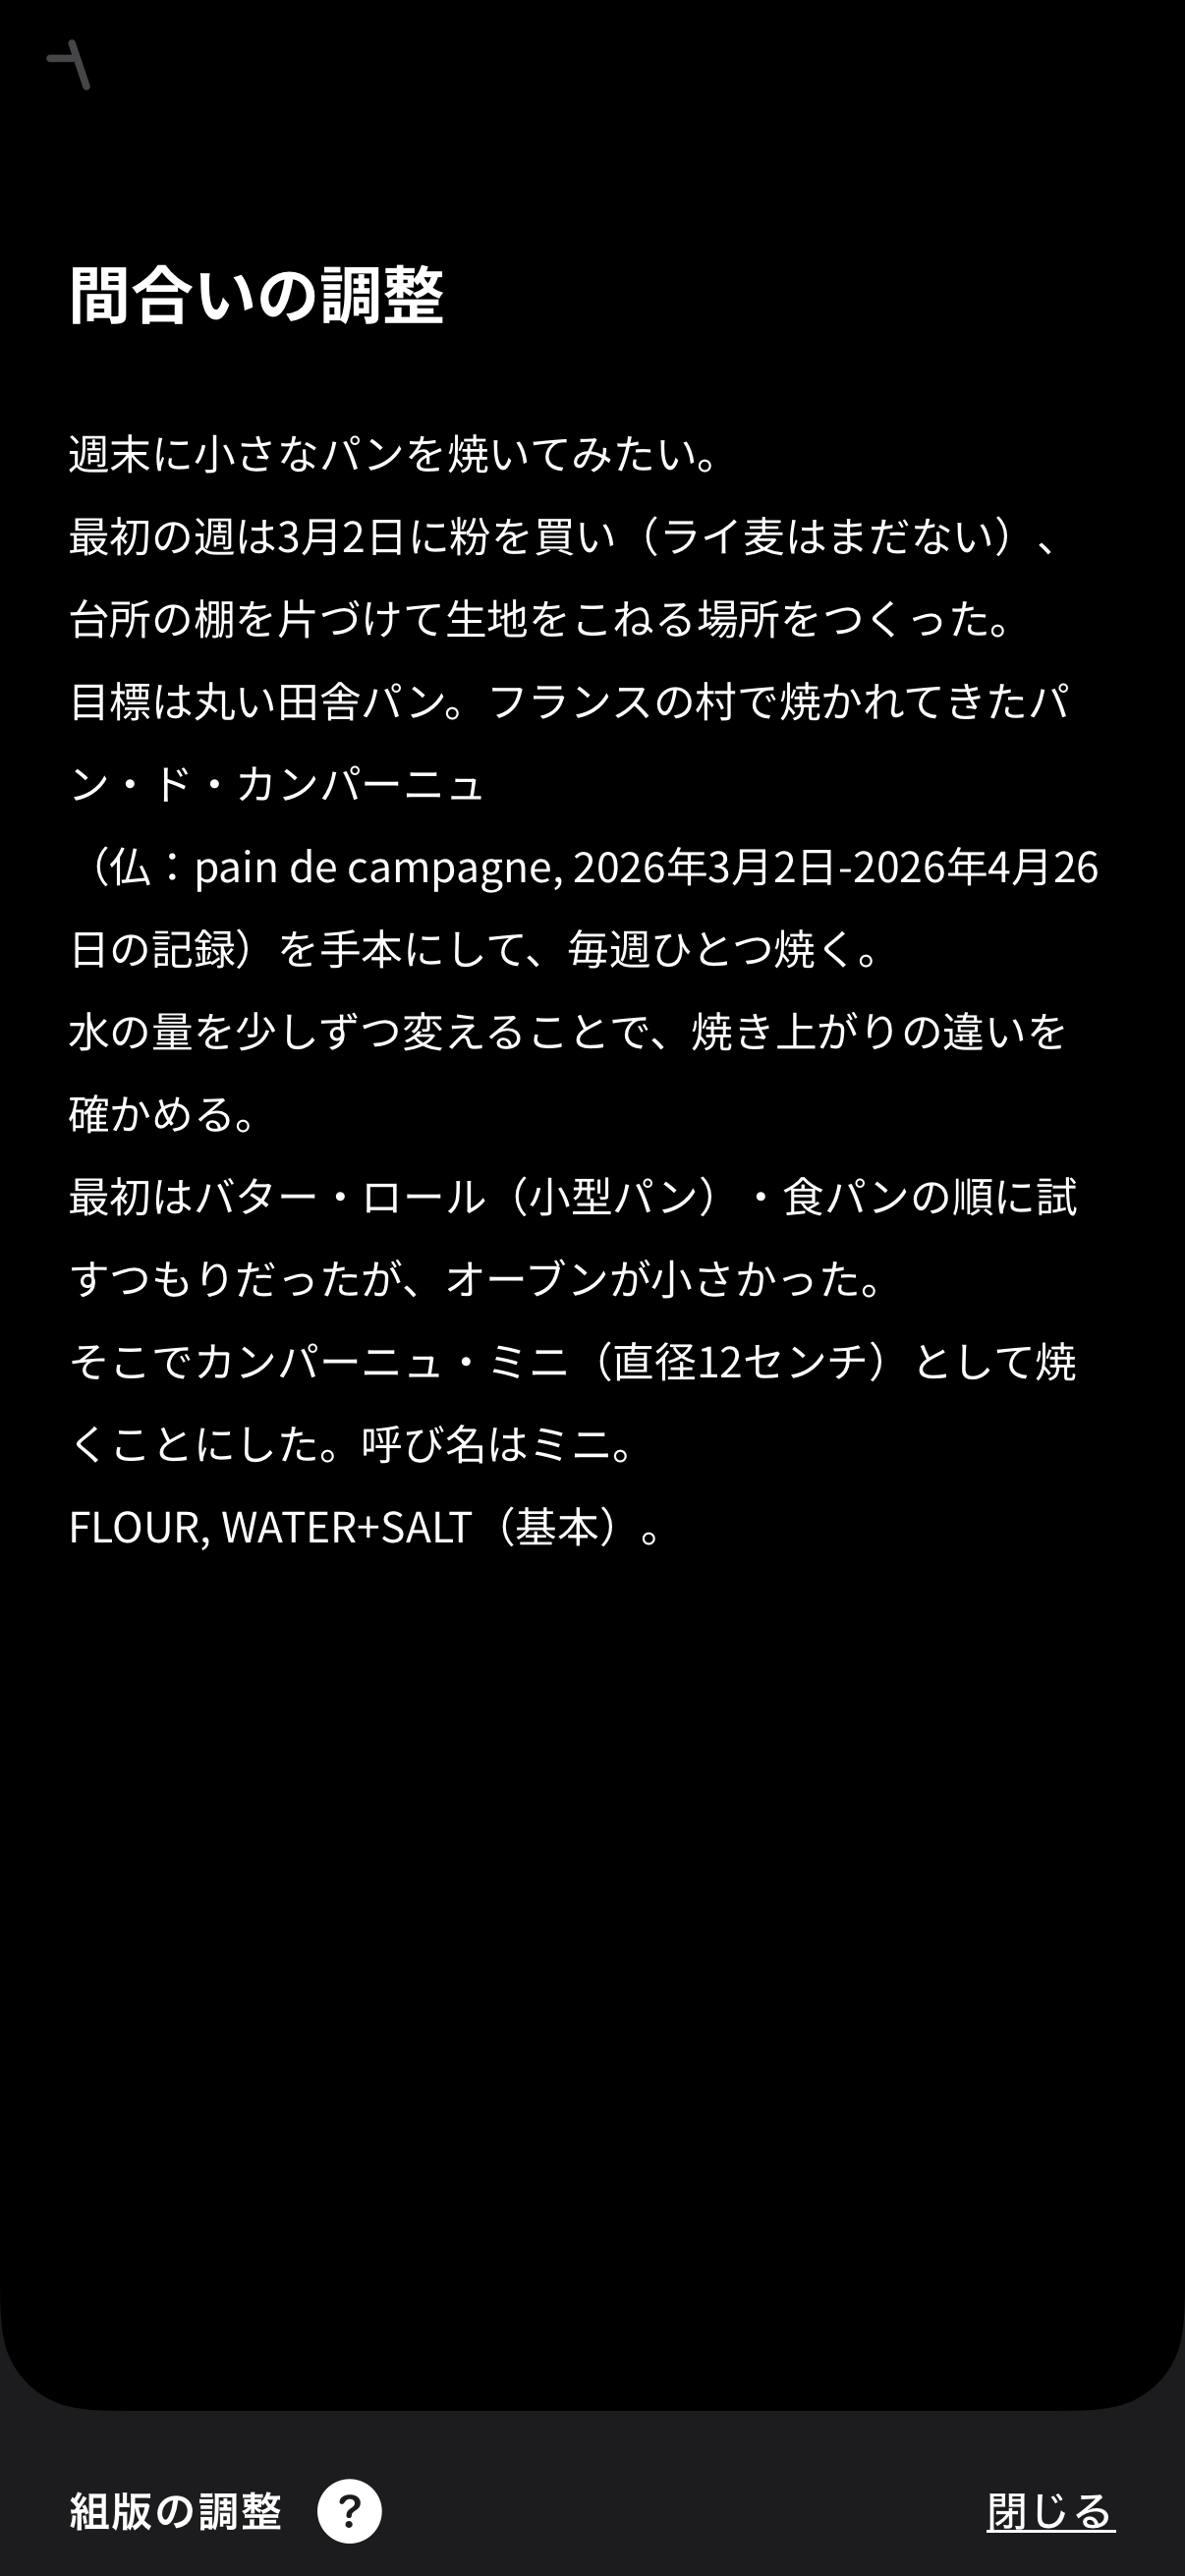 間合いの調整
週末に小さなパンを焼いてみたい。
最初の週は3月2日に粉を買い（ライ麦はまだない）、
台所の棚を片づけて生地をこねる場所をつくった。
目標は丸い田舎パン。フランスの村で焼かれてきたパ
ン・ド・カンパーニュ
（仏：pain de campagne, 2026年3月2日-2026年4月26
日の記録）を手本にして、毎週ひとつ焼く。
水の量を少しずつ変えることで、焼き上がりの違いを
確かめる。
最初はバター・ロール（小型パン）・食パンの順に試
すつもりだったが、オーブンが小さかった。
そこでカンパーニュ・ミニ（直径12センチ）として焼
くことにした。呼び名はミニ。
FLOUR, WATER+SALT（基本）。
組版の調整 ?
閉じる